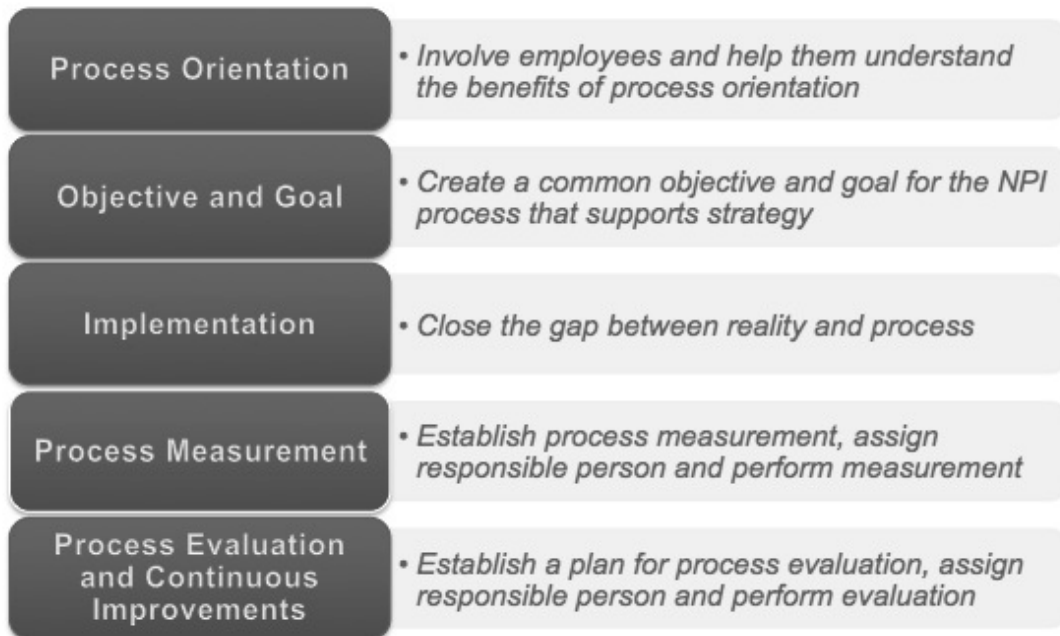 Process Orientation
• Involve employees and help them understand
the benefits of process orientation
Objective and Goal
• Create a common objective and goal for the NPI
process that supports strategy
Implementation
• Close the gap between reality and process
Process Measurement
• Establish process measurement, assign
responsible person and perform measurement
Process Evaluation
and Continuous
Improvements
• Establish a plan for process evaluation, assign
responsible person and perform evaluation